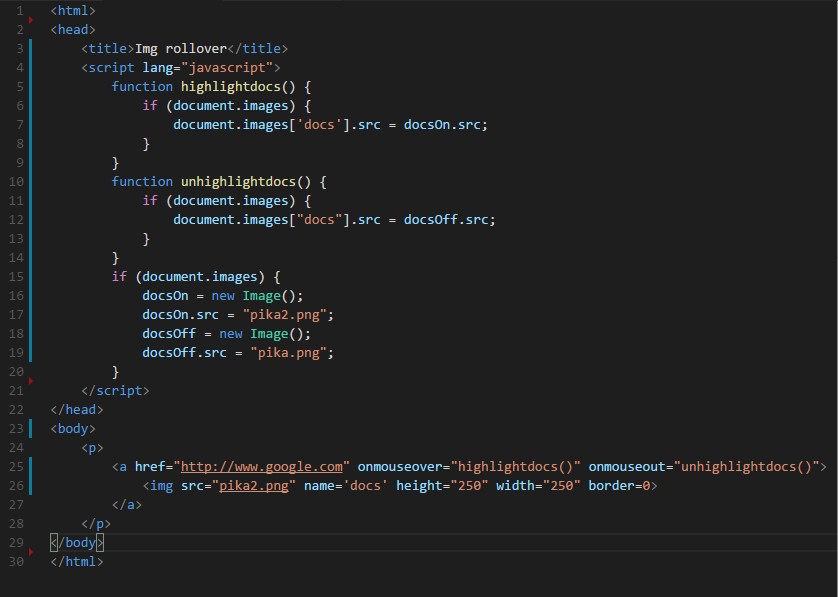 1 <html>
2 <head>
3 <title>Img rollover</title>
4 <script lang="javascript">
5 function highlightdocs() {
6 if (document.images) {
7 document.images['docs'].src = docsOn.src;
8 }
9 }
10 function unhighlightdocs() {
11 if (document.images) {
12 document.images["docs"].src = docsOff.src;
13 }
14 }
15 if (document.images) {
16 docsOn = new Image();
17 docsOn.src = "pika2.png";
18 docsOff = new Image();
19 docsOff.src = "pika.png";
20 }
21 </script>
22 </head>
23 <body>
24 <p>
25 <a href="http://www.google.com" onmouseover="highlightdocs()" onmouseout="unhighlightdocs()">
26 <img src="pika2.png" name='docs' height="250" width="250" border=0>
27 </a>
28 </p>
29 </body>
30 </html>